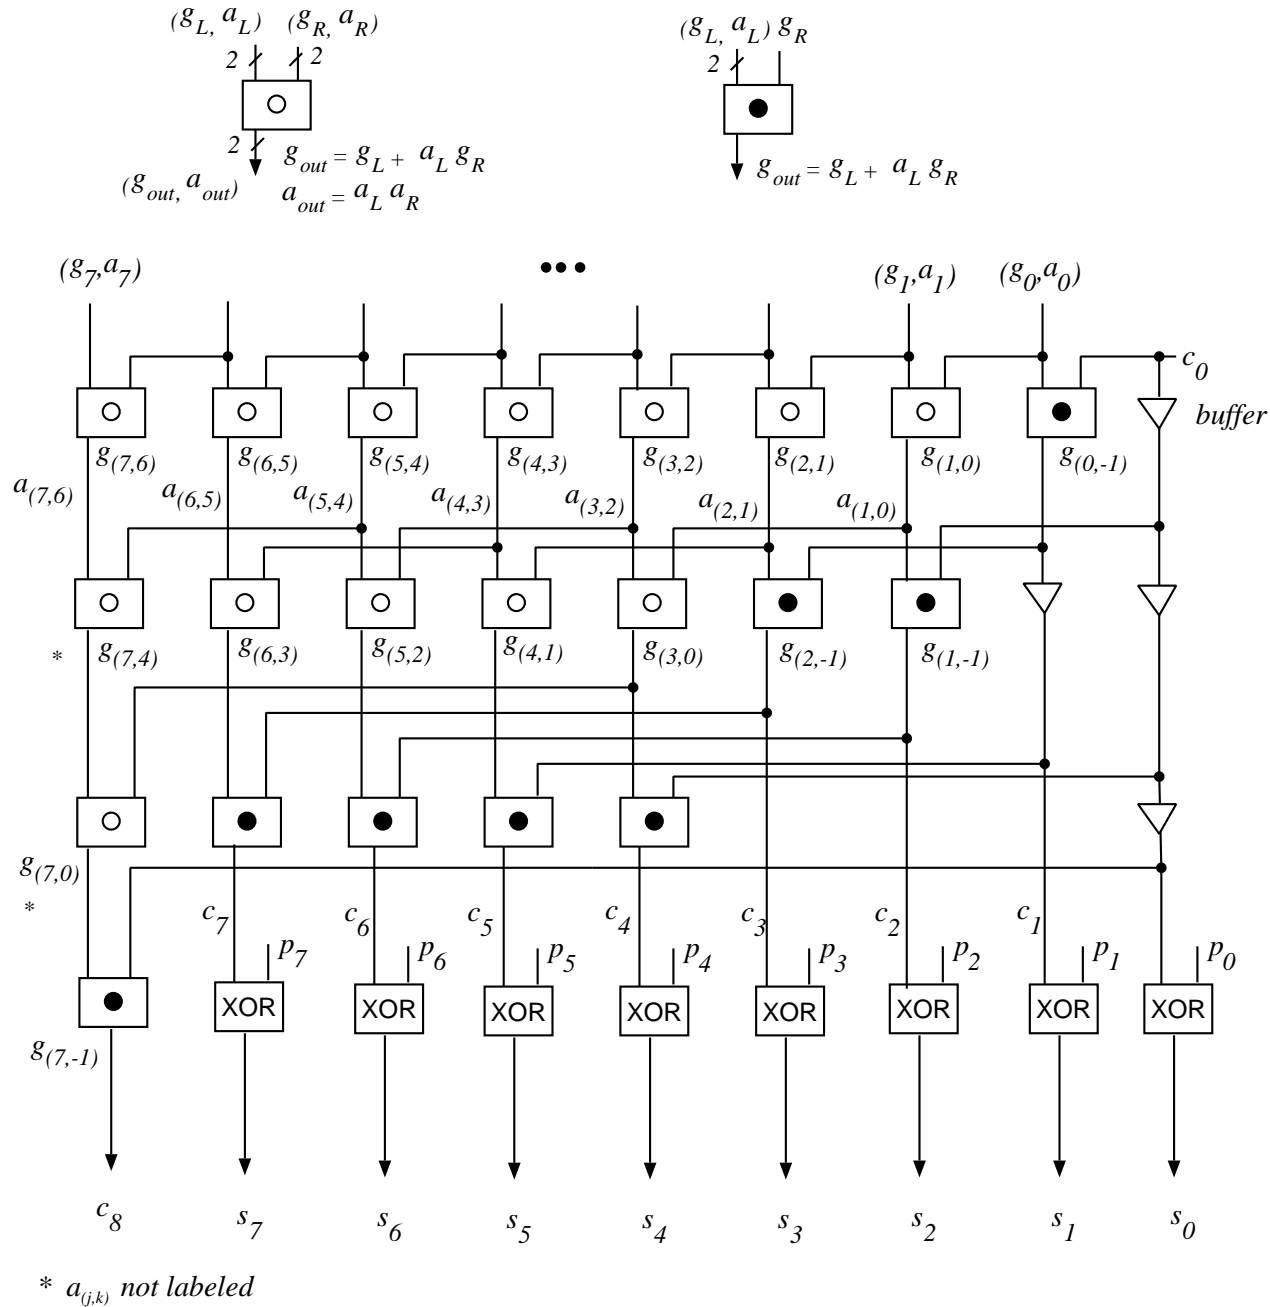 (g_L, a_L) (g_R, a_R)
2 2
2
g_out = g_L + a_L g_R
(g_out, a_out) a_out = a_L a_R
(g_L, a_L) g_R
2
g_out = g_L + a_L g_R
(g_7,a_7) ••• (g_1,a_1) (g_0,a_0)
c_0
buffer
g_(7,6) g_(6,5) g_(5,4) g_(4,3) g_(3,2) g_(2,1) g_(1,0) g_(0,-1)
a_(7,6) a_(6,5) a_(5,4) a_(4,3) a_(3,2) a_(2,1) a_(1,0)
* g_(7,4) g_(6,3) g_(5,2) g_(4,1) g_(3,0) g_(2,-1) g_(1,-1)
g_(7,0)
*
c_7 c_6 c_5 c_4 c_3 c_2 c_1
p_7 p_6 p_5 p_4 p_3 p_2 p_1 p_0
XOR XOR XOR XOR XOR XOR XOR XOR
g_(7,-1)
c_8 s_7 s_6 s_5 s_4 s_3 s_2 s_1 s_0
* a_(j,k) not labeled